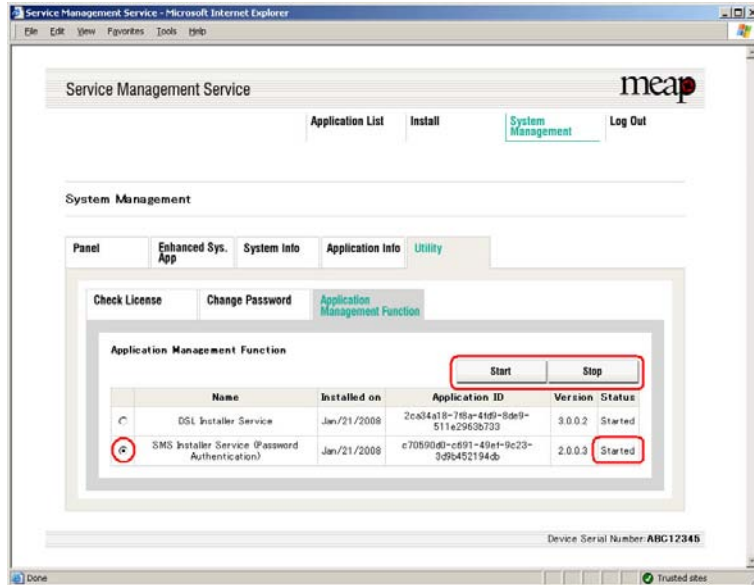 Service Management Service - Microsoft Internet Explorer
File Edit View Favorites Tools Help
Service Management Service
meap
Application List Install System Management Log Out
System Management
Panel Enhanced Sys. App System Info Application Info Utility
Check License Change Password Application Management Function
Application Management Function
Start Stop
Name Installed on Application ID Version Status
DSL Installer Service Jan/21/2008 2ca34a18-7f8a-4fd9-8de9-511e2963b733 3.0.0.2 Started
SMS Installer Service (Password Authentication) Jan/21/2008 c70590d0-c691-49ef-9c23-3d9b452194db 2.0.0.3 Started
Device Serial Number:ABC12345
Done Trusted sites